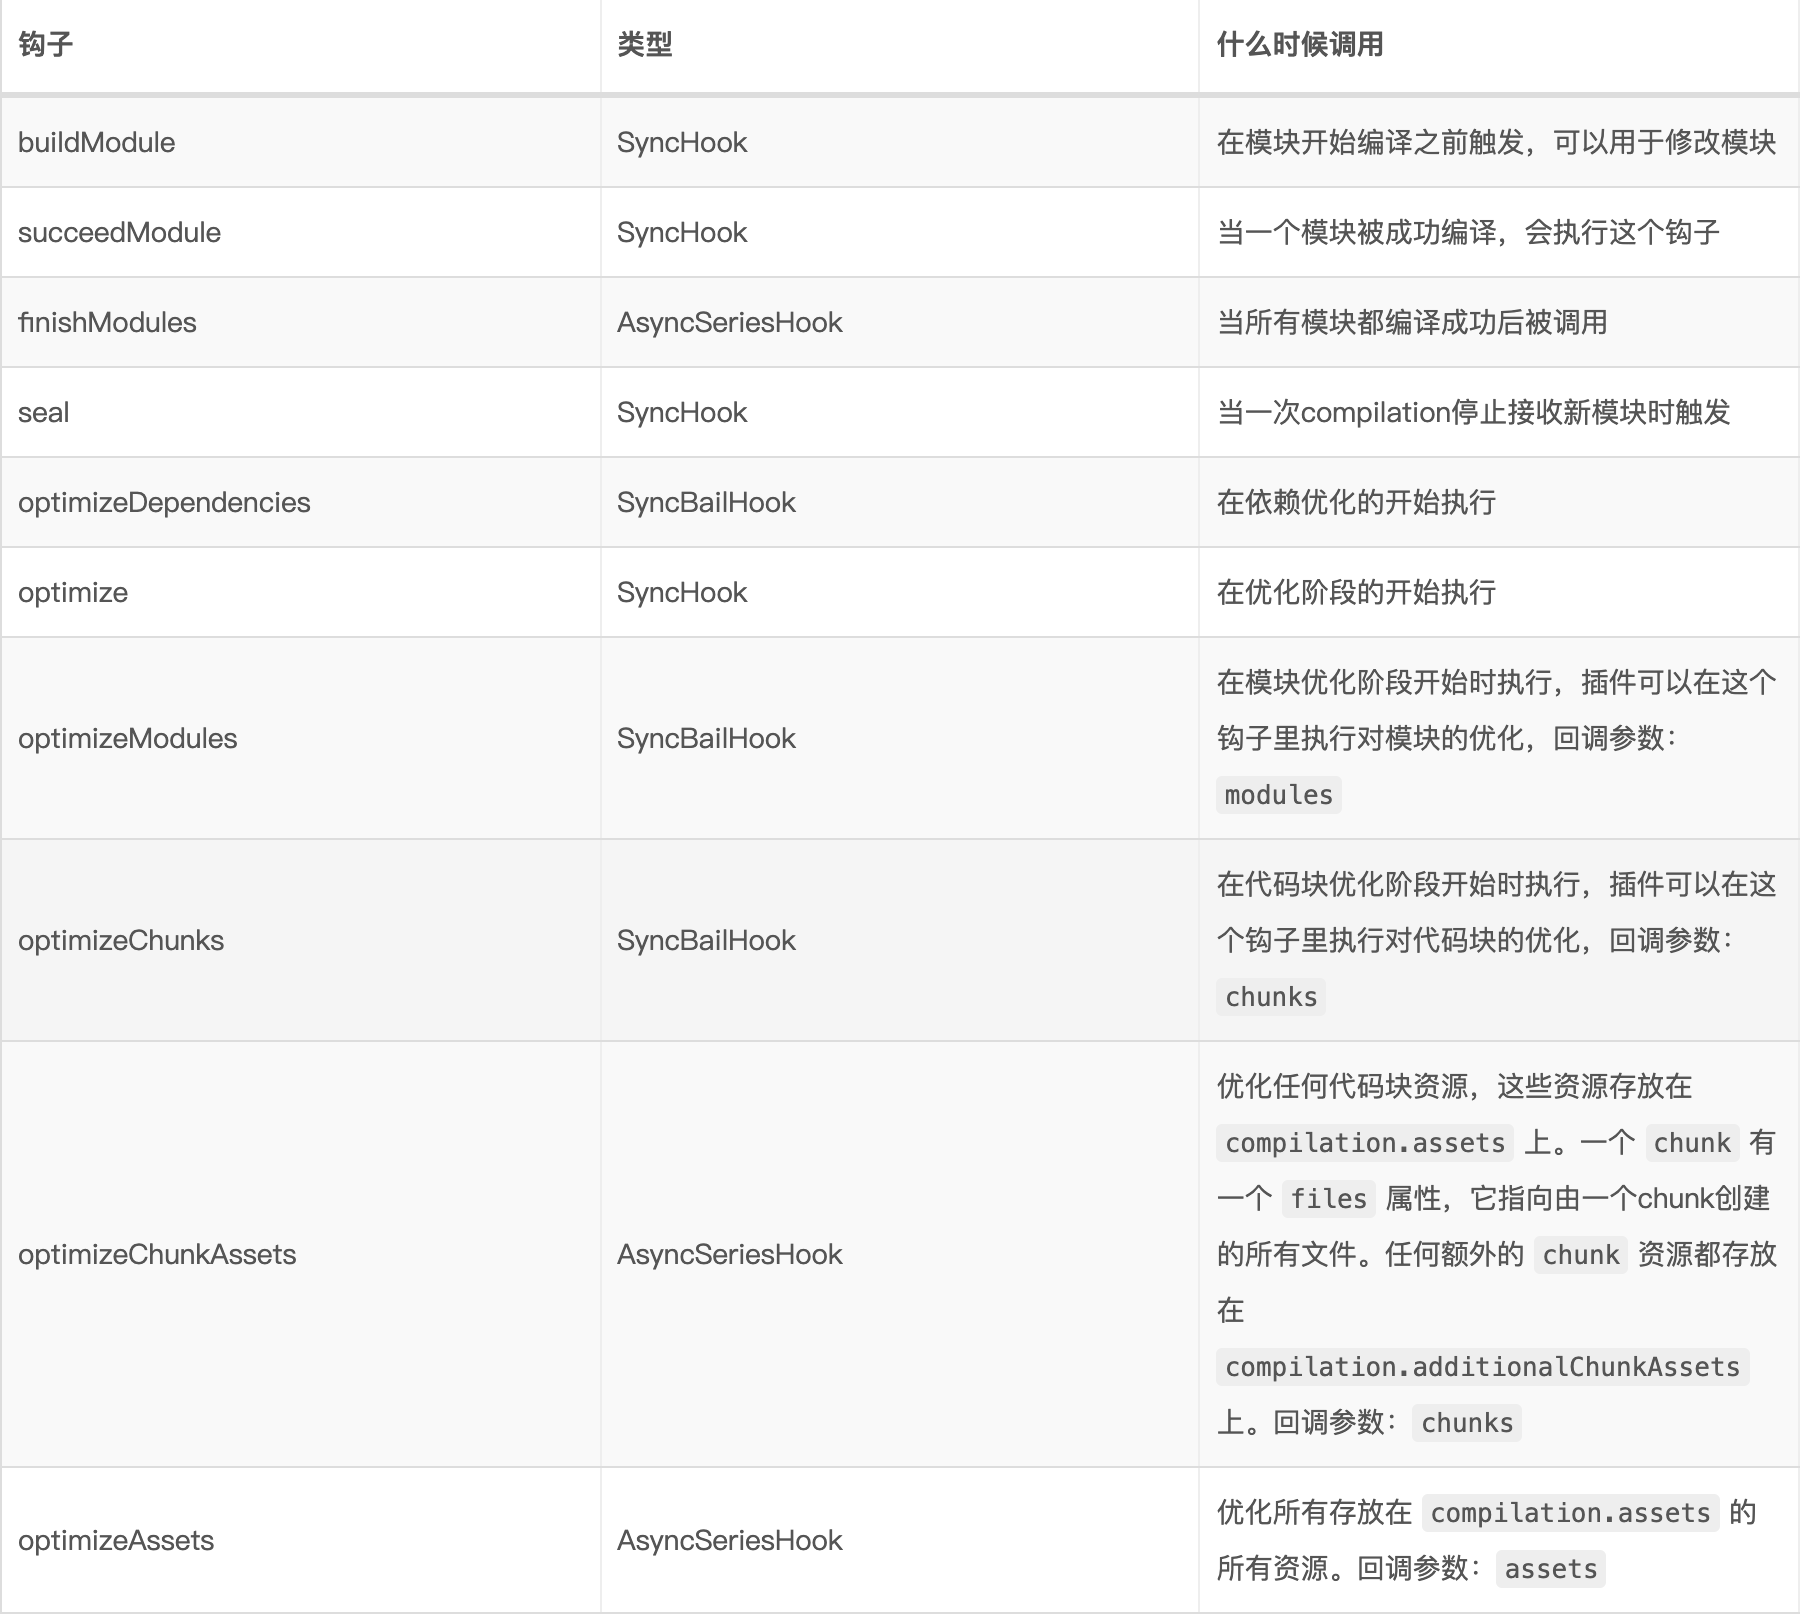 钩子 类型 什么时候调用
buildModule SyncHook 在模块开始编译之前触发，可以用于修改模块
succeedModule SyncHook 当一个模块被成功编译，会执行这个钩子
finishModules AsyncSeriesHook 当所有模块都编译成功后被调用
seal SyncHook 当一次compilation停止接收新模块时触发
optimizeDependencies SyncBailHook 在依赖优化的开始执行
optimize SyncHook 在优化阶段的开始执行
optimizeModules SyncBailHook 在模块优化阶段开始时执行，插件可以在这个
钩子里执行对模块的优化，回调参数：
modules
optimizeChunks SyncBailHook 在代码块优化阶段开始时执行，插件可以在这
个钩子里执行对代码块的优化，回调参数：
chunks
optimizeChunkAssets AsyncSeriesHook 优化任何代码块资源，这些资源存放在
compilation.assets 上。一个 chunk 有
一个 files 属性，它指向由一个chunk创建
的所有文件。任何额外的 chunk 资源都存放
在
compilation.additionalChunkAssets
上。回调参数： chunks
optimizeAssets AsyncSeriesHook 优化所有存放在 compilation.assets 的
所有资源。回调参数： assets